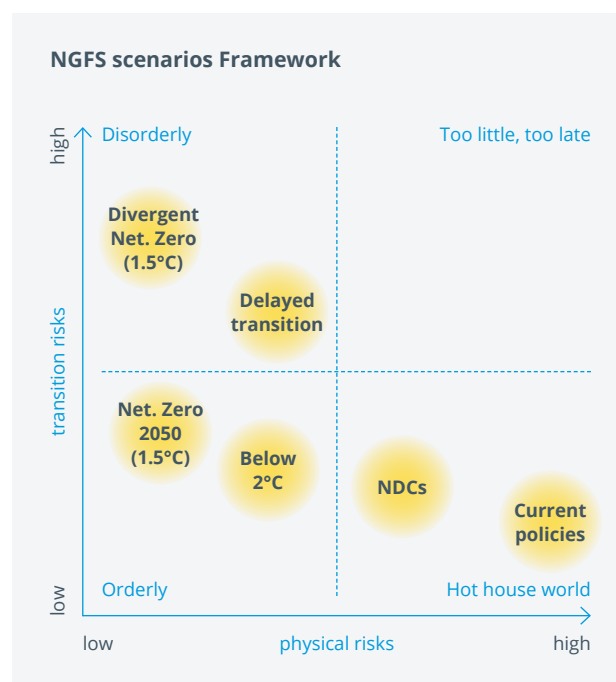 NGFS scenarios Framework
high
Disorderly
Too little, too late
Divergent
Net. Zero
(1.5°C)
Delayed
transition
transition risks
Net. Zero
2050
(1.5°C)
Below
2°C
NDCs
Current
policies
low
Orderly
Hot house world
low
physical risks
high